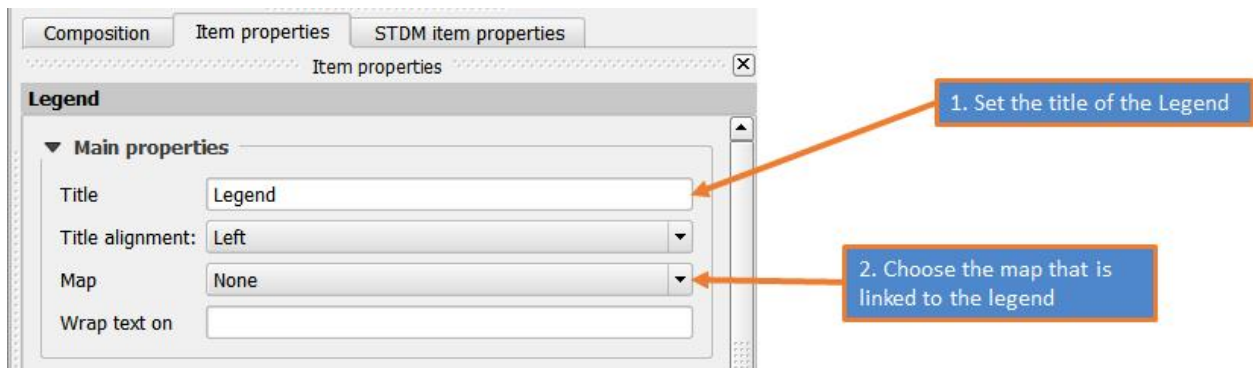 Composition Item properties STDM item properties
Item properties
Legend
1. Set the title of the Legend
Main properties
Title Legend
Title alignment: Left
Map None
2. Choose the map that is
linked to the legend
Wrap text on